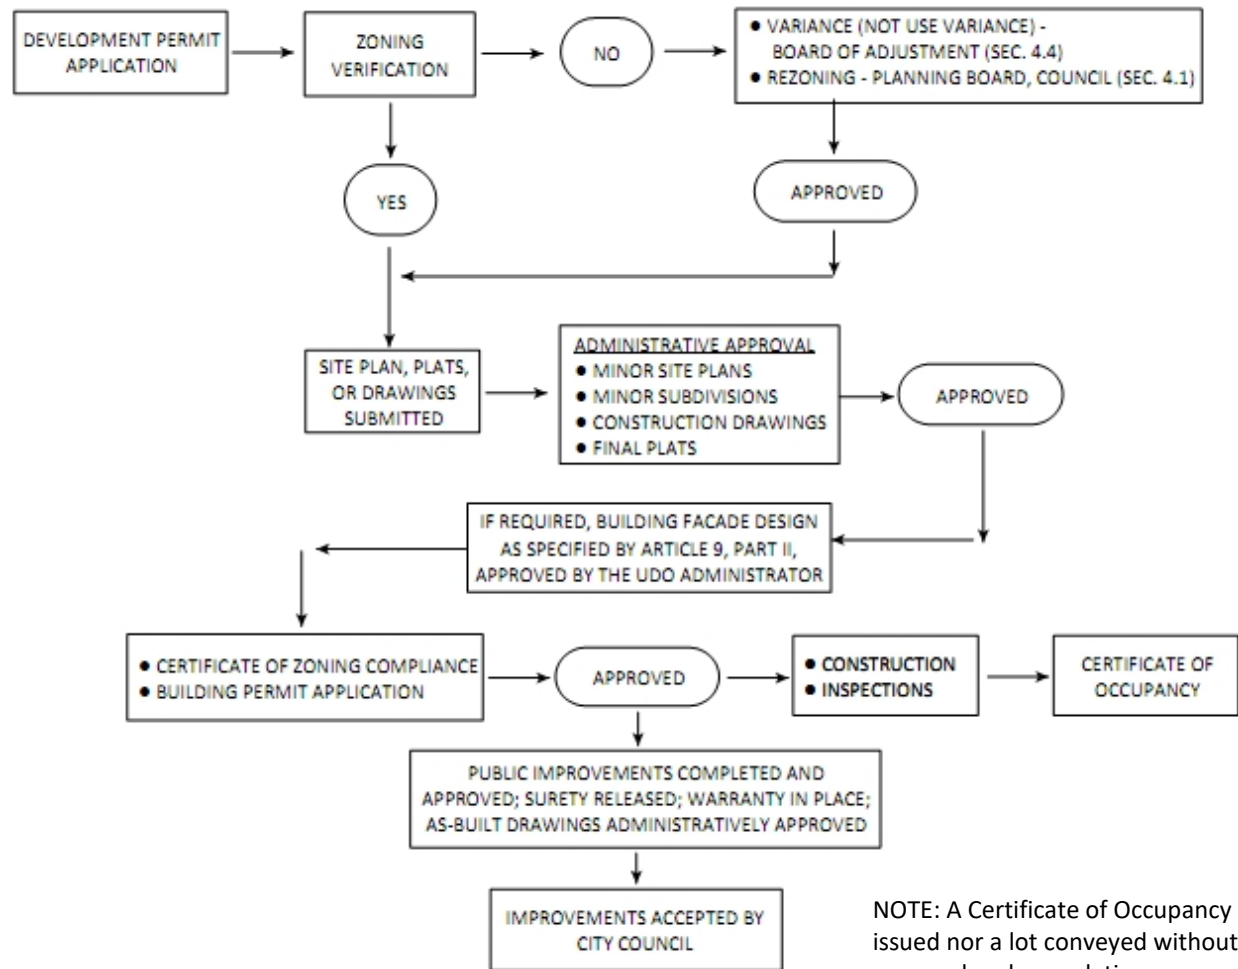 DEVELOPMENT PERMIT
APPLICATION
ZONING
VERIFICATION
NO
● VARIANCE (NOT USE VARIANCE) -
BOARD OF ADJUSTMENT (SEC. 4.4)
● REZONING - PLANNING BOARD, COUNCIL (SEC. 4.1)
YES
APPROVED
SITE PLAN, PLATS,
OR DRAWINGS
SUBMITTED
ADMINISTRATIVE APPROVAL
● MINOR SITE PLANS
● MINOR SUBDIVISIONS
● CONSTRUCTION DRAWINGS
● FINAL PLATS
APPROVED
IF REQUIRED, BUILDING FACADE DESIGN
AS SPECIFIED BY ARTICLE 9, PART II,
APPROVED BY THE UDO ADMINISTRATOR
● CERTIFICATE OF ZONING COMPLIANCE
● BUILDING PERMIT APPLICATION
APPROVED
● CONSTRUCTION
● INSPECTIONS
CERTIFICATE OF
OCCUPANCY
PUBLIC IMPROVEMENTS COMPLETED AND
APPROVED; SURETY RELEASED; WARRANTY IN PLACE;
AS-BUILT DRAWINGS ADMINISTRATIVELY APPROVED
IMPROVEMENTS ACCEPTED BY
CITY COUNCIL
NOTE: A Certificate of Occupancy
issued nor a lot conveyed without